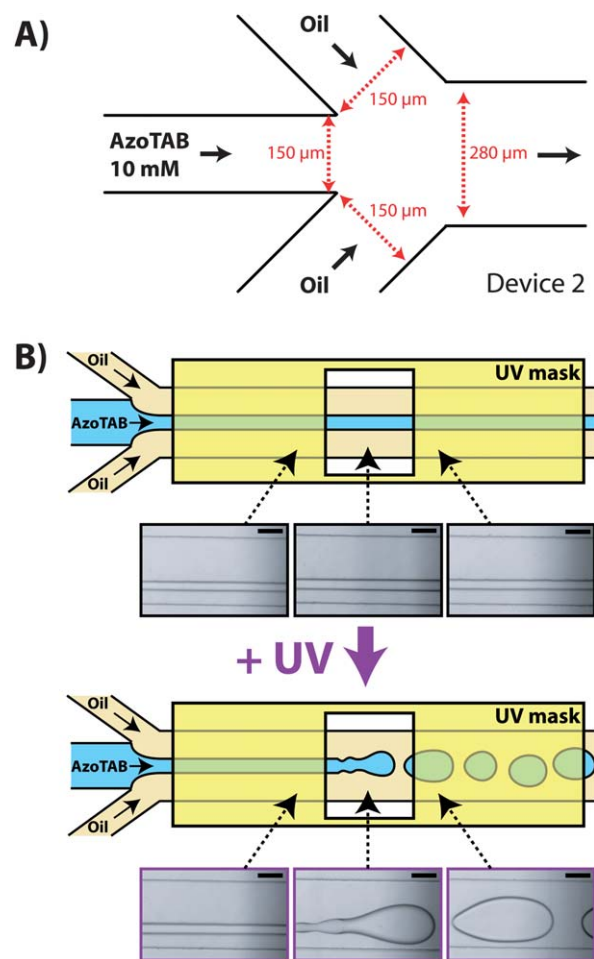 A)
Oil
150 µm
AzoTAB
10 mM
150 µm
280 µm
150 µm
Oil
Device 2
B)
Oil
UV mask
AzoTAB
Oil
+ UV
Oil
UV mask
AzoTAB
Oil